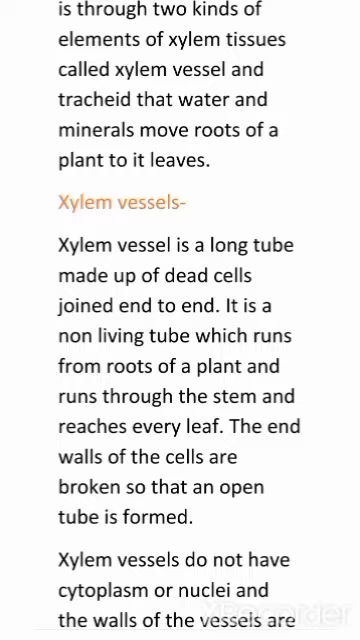 is through two kinds of
elements of xylem tissues
called xylem vessel and
tracheid that water and
minerals move roots of a
plant to it leaves.
Xylem vessels-
Xylem vessel is a long tube
made up of dead cells
joined end to end. It is a
non living tube which runs
from roots of a plant and
runs through the stem and
reaches every leaf. The end
walls of the cells are
broken so that an open
tube is formed.
Xylem vessels do not have
cytoplasm or nuclei and
the walls of the vessels are
XRecorder